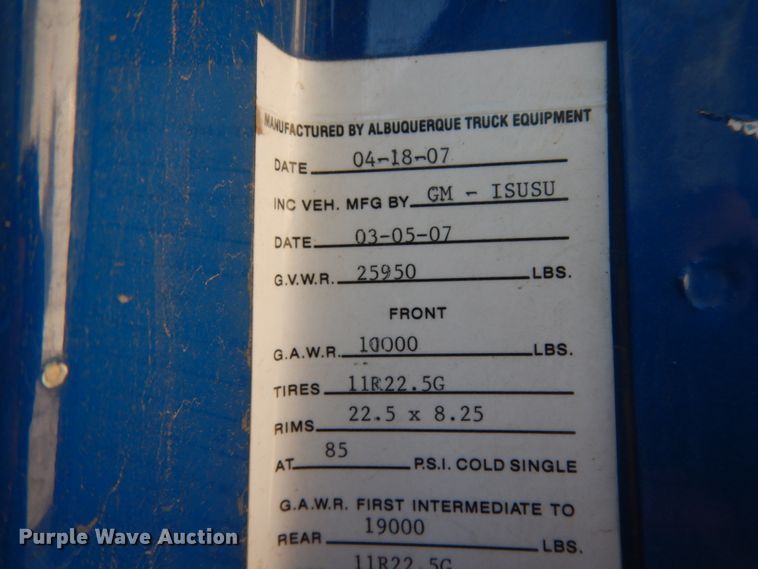 MANUFACTURED BY ALBUQUERQUE TRUCK EQUIPMENT
DATE 04-18-07
INC VEH. MFG BY GM - ISUSU
DATE: 03-05-07
G.V.W.R. 25950 LBS.
FRONT
G.A.W.R. 10000 LBS.
TIRES 11R22.5G
RIMS 22.5 x 8.25
AT 85 P.S.I. COLD SINGLE
G.A.W.R. FIRST INTERMEDIATE TO
REAR 19000 LBS.
11R22.5G
Purple Wave Auction®